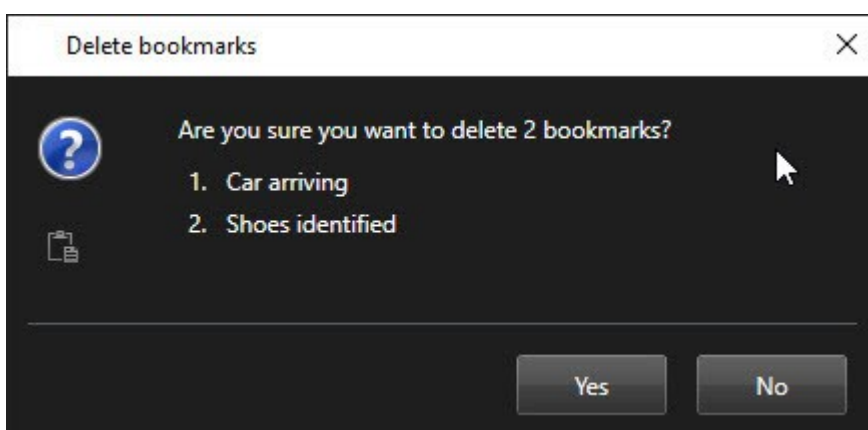 Delete bookmarks
Are you sure you want to delete 2 bookmarks?
1. Car arriving
2. Shoes identified
Yes
No